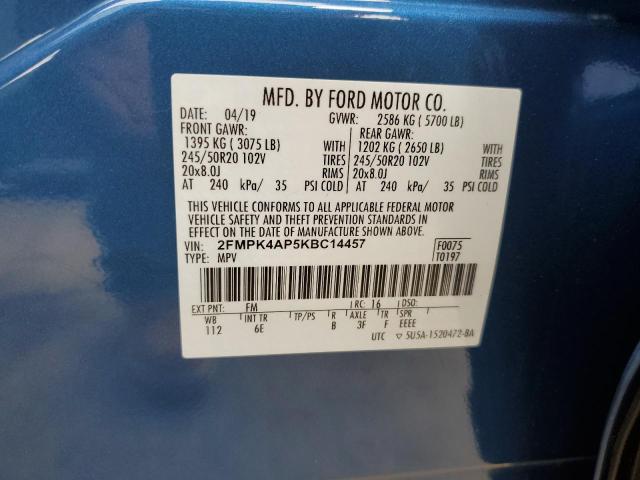 MFD. BY FORD MOTOR CO.
DATE: 04/19 GVWR: 2586 KG ( 5700 LB)
FRONT GAWR: REAR GAWR:
1395 KG ( 3075 LB) WITH 1202 KG ( 2650 LB) WITH
245/50R20 102V TIRES 245/50R20 102V TIRES
20x8.0J RIMS 20x8.0J RIMS
AT 240 kPa/ 35 PSI COLD AT 240 kPa/ 35 PSI COLD
THIS VEHICLE CONFORMS TO ALL APPLICABLE FEDERAL MOTOR
VEHICLE SAFETY AND THEFT PREVENTION STANDARDS IN
EFFECT ON THE DATE OF MANUFACTURE SHOWN ABOVE.
VIN: 2FMPK4AP5KBC14457 F0075
TYPE: MPV T0197
EXT PNT: FM RC: 16 DSO:
WB INT TR TP/PS R AXLE TR SPR
112 6E B 3F F EEEE
UTC ▽ 5U5A-1520472-BA